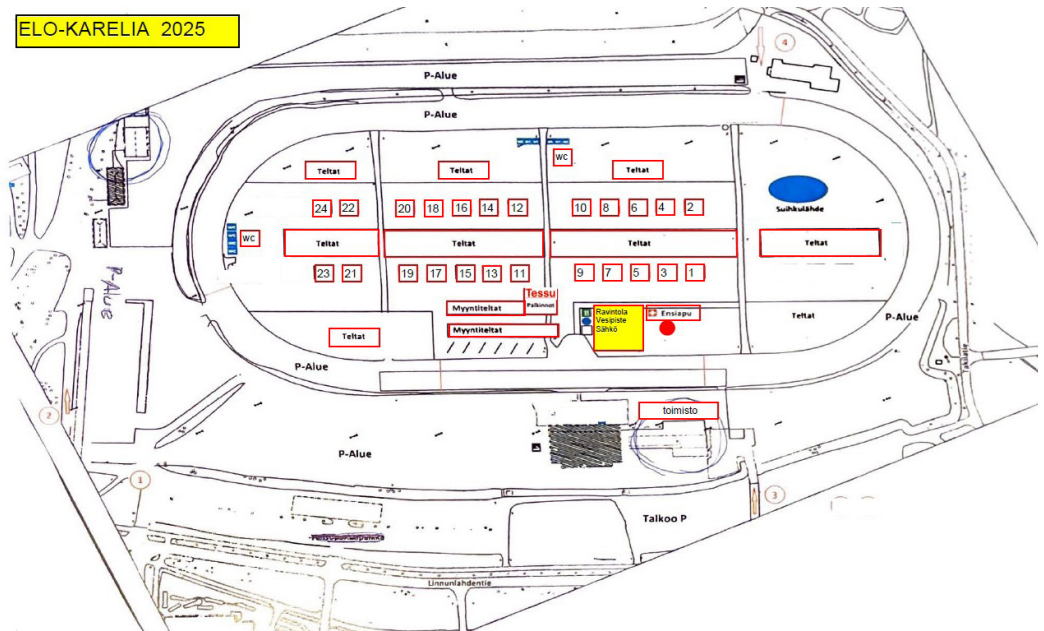 ELO-KARELIA 2025
4
P-Alue
P-Alue
WC
Teltat
Teltat
Teltat
24 22 20 18 16 14 12 10 8 6 4 2
Suihkulähde
WC
Teltat
Teltat
Teltat
Teltat
23 21 19 17 15 13 11 9 7 5 3 1
P-Alue
Tessu
Palkinnot
Myyntiteltat
Ravintola
Vesipiste
Sähkö
Ensiapu
Teltat
P-Alue
Myyntiteltat
Teltat
P-Alue
2
toimisto
P-Alue
1
3
Talkoo P
Linnunlahdentie